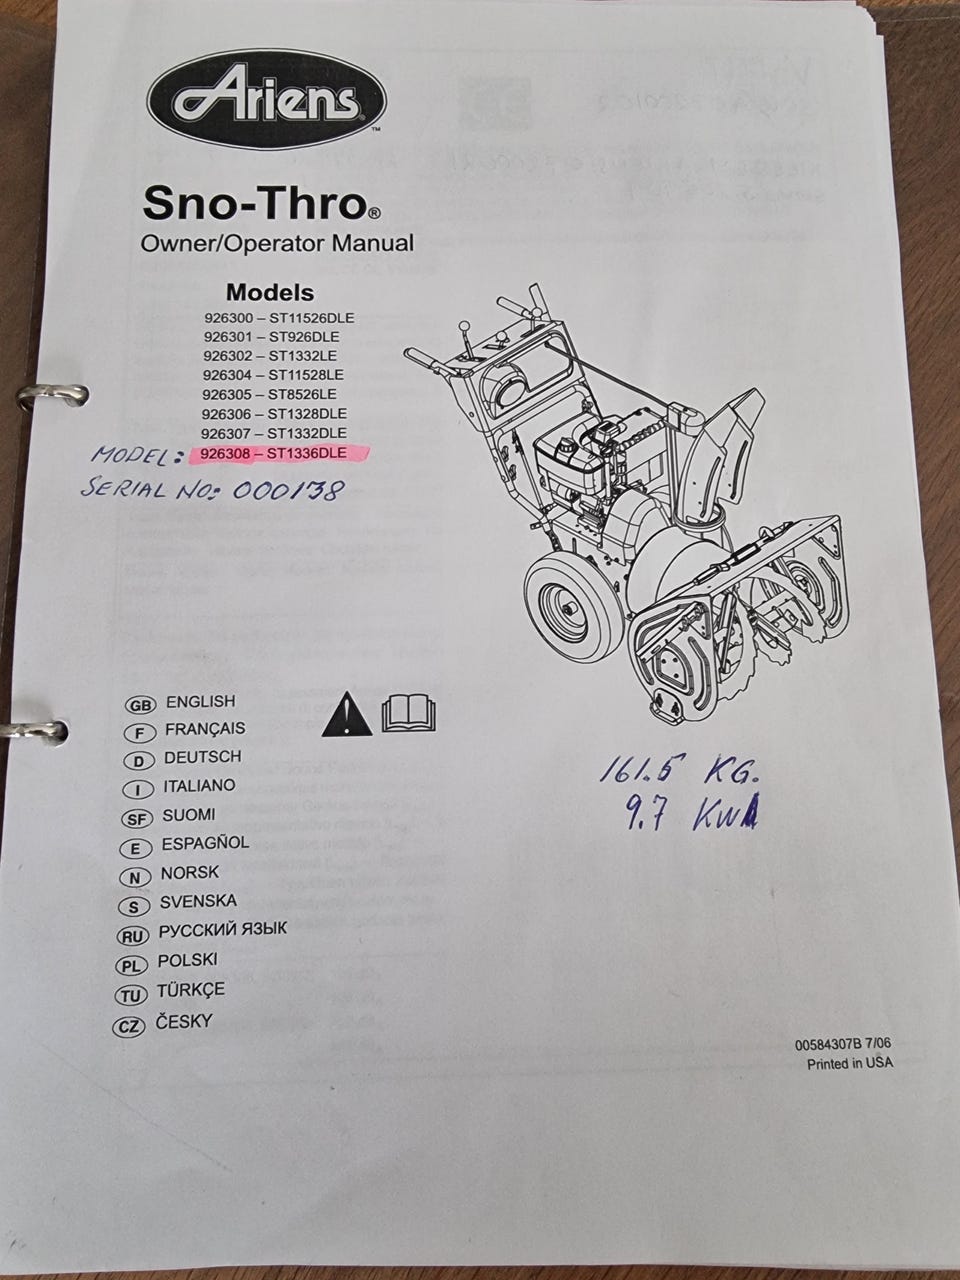 Ariens ™
Sno-Thro®
Owner/Operator Manual
Models
926300 – ST11526DLE
926301 – ST926DLE
926302 – ST1332LE
926304 – ST11528LE
926305 – ST8526LE
926306 – ST1328DLE
926307 – ST1332DLE
MODEL: 926308 – ST1336DLE
SERIAL NO: 000138
GB ENGLISH
F FRANÇAIS
D DEUTSCH
I ITALIANO
SF SUOMI
E ESPAGÑOL
N NORSK
S SVENSKA
RU РУССКИЙ ЯЗЫК
PL POLSKI
TU TÜRKÇE
CZ ČESKY
161.5 KG.
9.7 KW
00584307B 7/06
Printed in USA